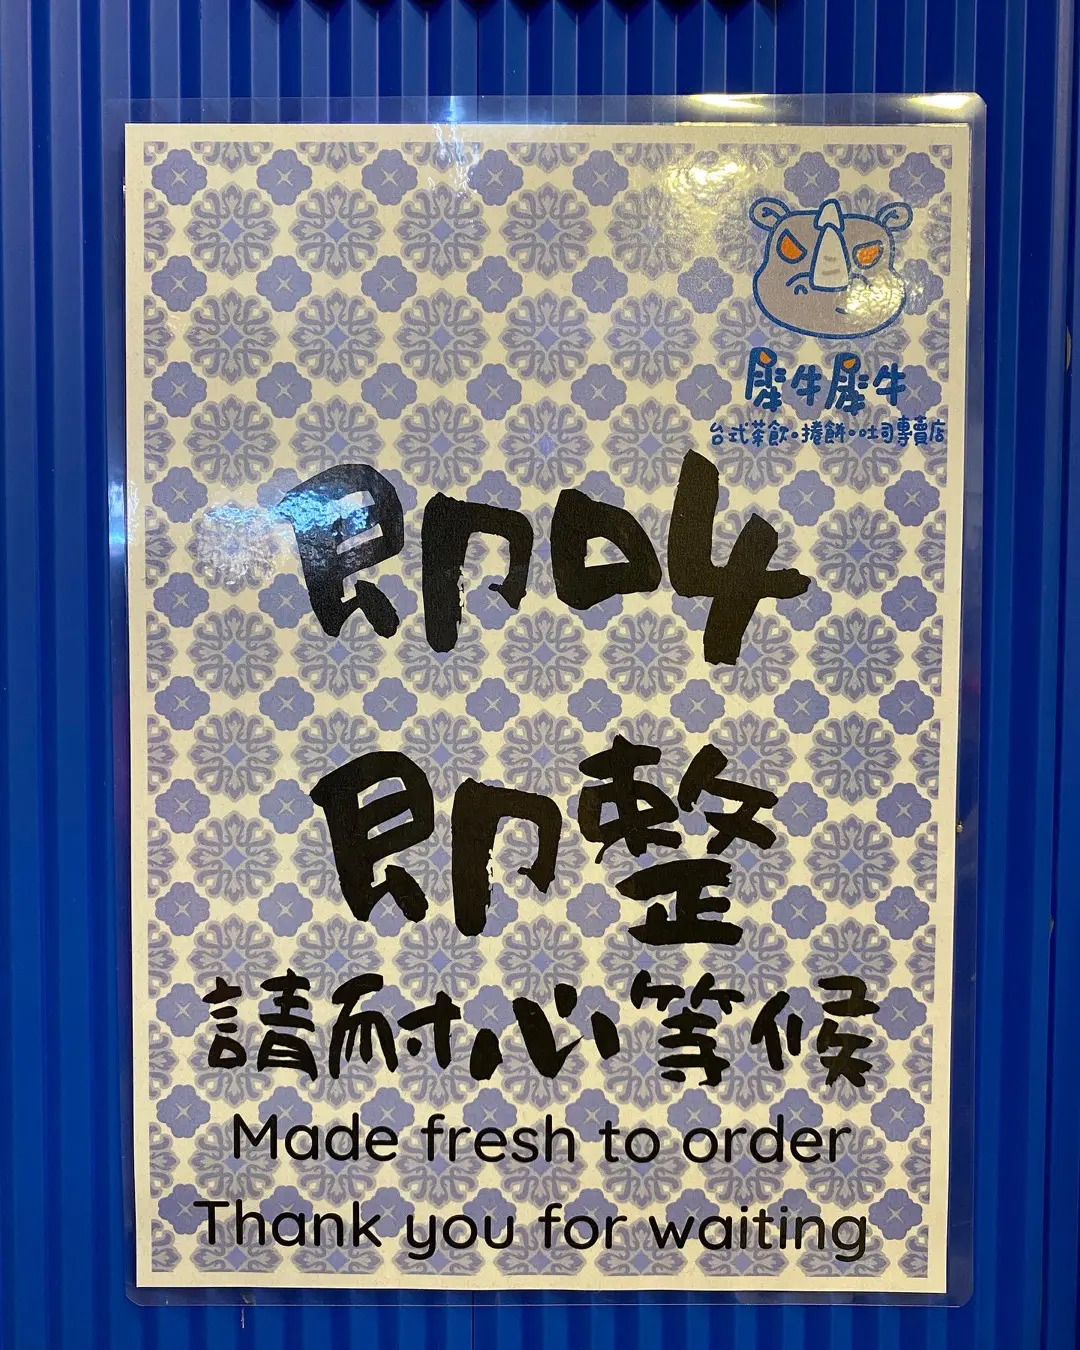 犀牛犀牛
台式茶飲。捲餅。吐司專賣店
即叫
即整
請耐心等候
Made fresh to order
Thank you for waiting